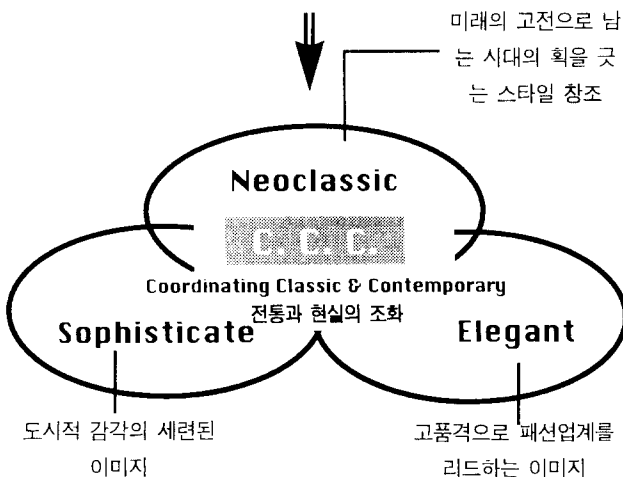 미래의 고전으로 남
는 시대의 획을 긋
는 스타일 창조
Neoclassic
C. C. C.
Coordinating Classic & Contemporary
전통과 현실의 조화
Sophisticate
Elegant
도시적 감각의 세련된
이미지
고품격으로 패션업계를
리드하는 이미지